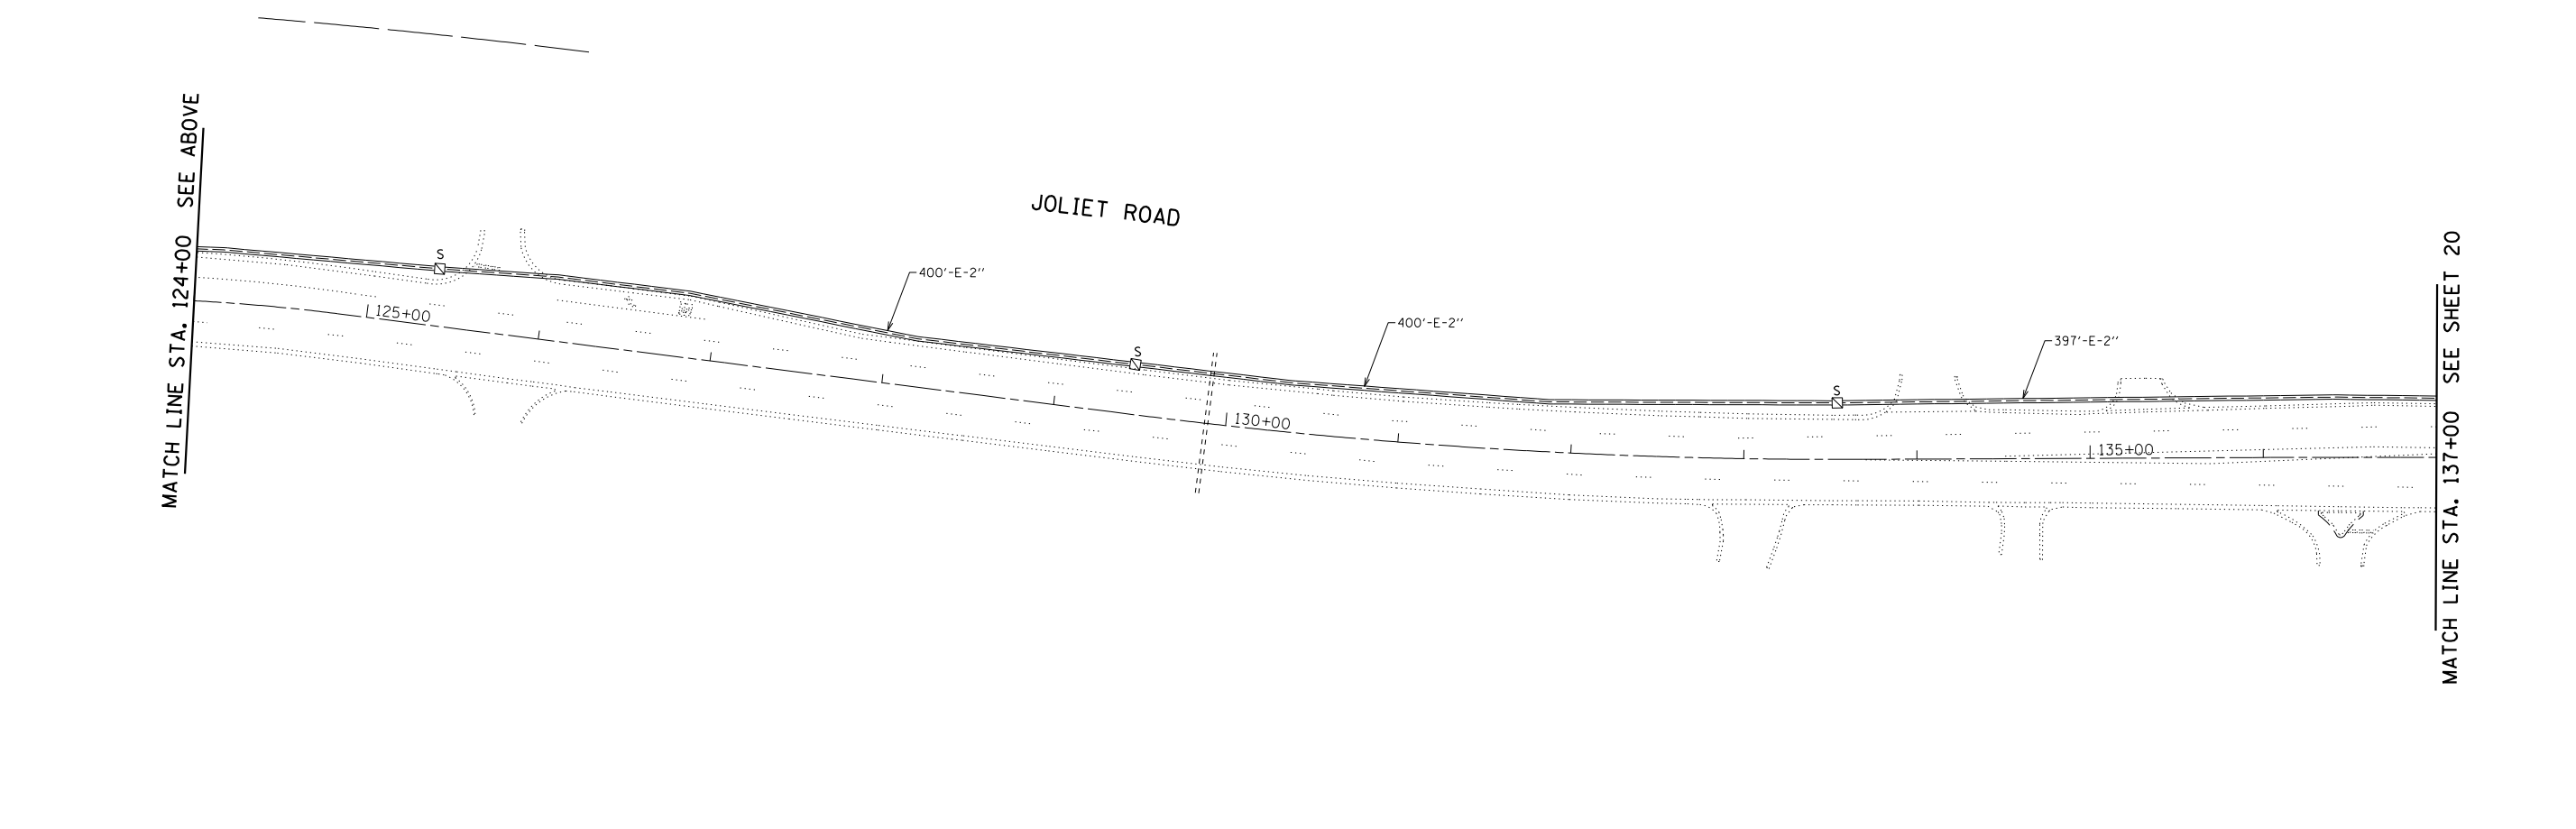 MATCH LINE STA. 124+00 SEE ABOVE
JOLIET ROAD
S
125+00
400'-E-2''
S
130+00
400'-E-2''
S
397'-E-2''
135+00
MATCH LINE STA. 137+00 SEE SHEET 20